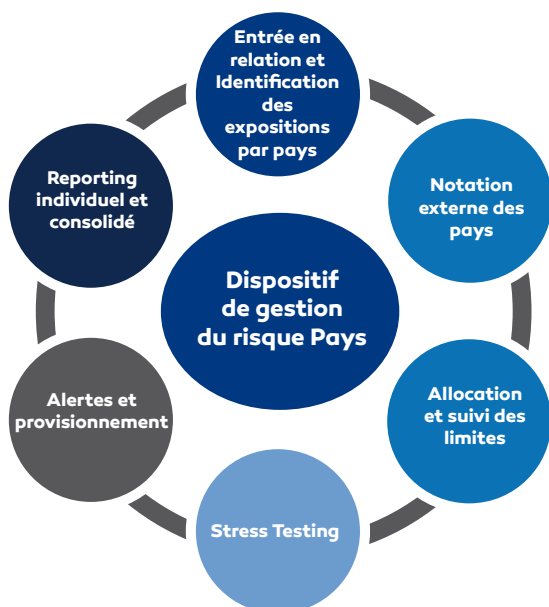 Entrée en
relation et
Identification
des
expositions
par pays
Notation
externe des
pays
Allocation
et suivi des
limites
Stress Testing
Alertes et
provisionnement
Reporting
individuel et
consolidé
Dispositif
de gestion
du risque Pays